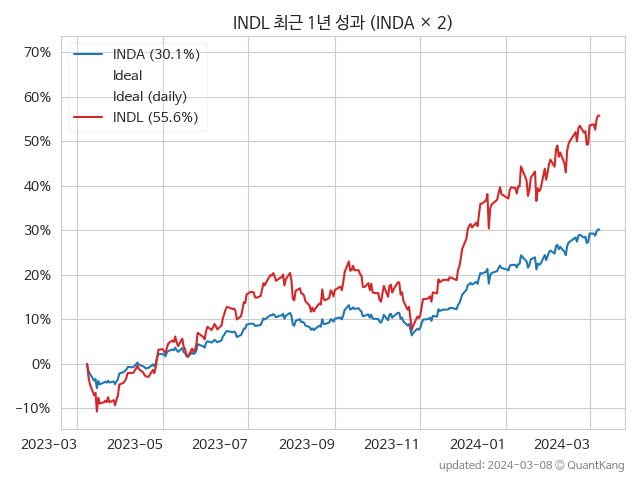 INDL 최근 1년 성과 (INDA × 2)
INDA (30.1%)
Ideal
Ideal (daily)
INDL (55.6%)
70%
60%
50%
40%
30%
20%
10%
0%
−10%
2023-03 2023-05 2023-07 2023-09 2023-11 2024-01 2024-03
updated: 2024-03-08 © QuantKang